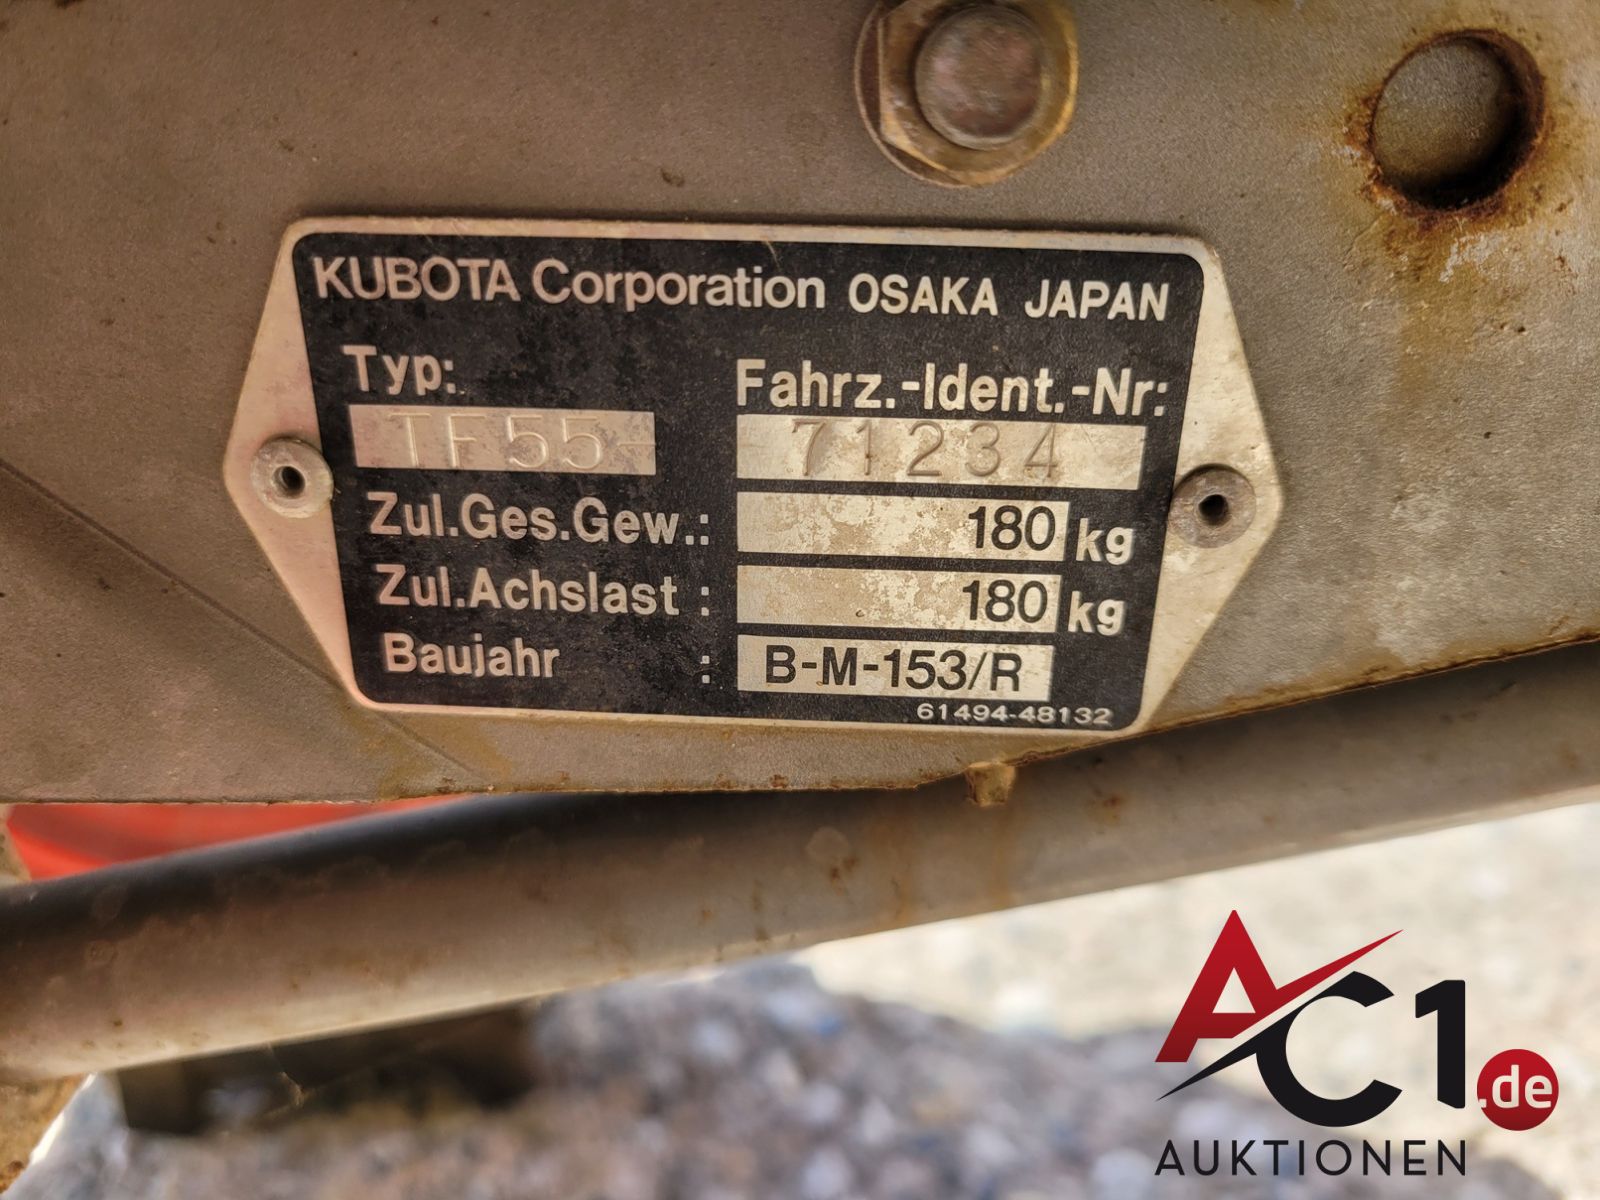 KUBOTA Corporation OSAKA JAPAN
Typ: Fahrz.-Ident.-Nr:
TF55- 71234
Zul.Ges.Gew.: 180 kg
Zul.Achslast : 180 kg
Baujahr : B-M-153/R
61494-48132
AC1.de
AUKTIONEN